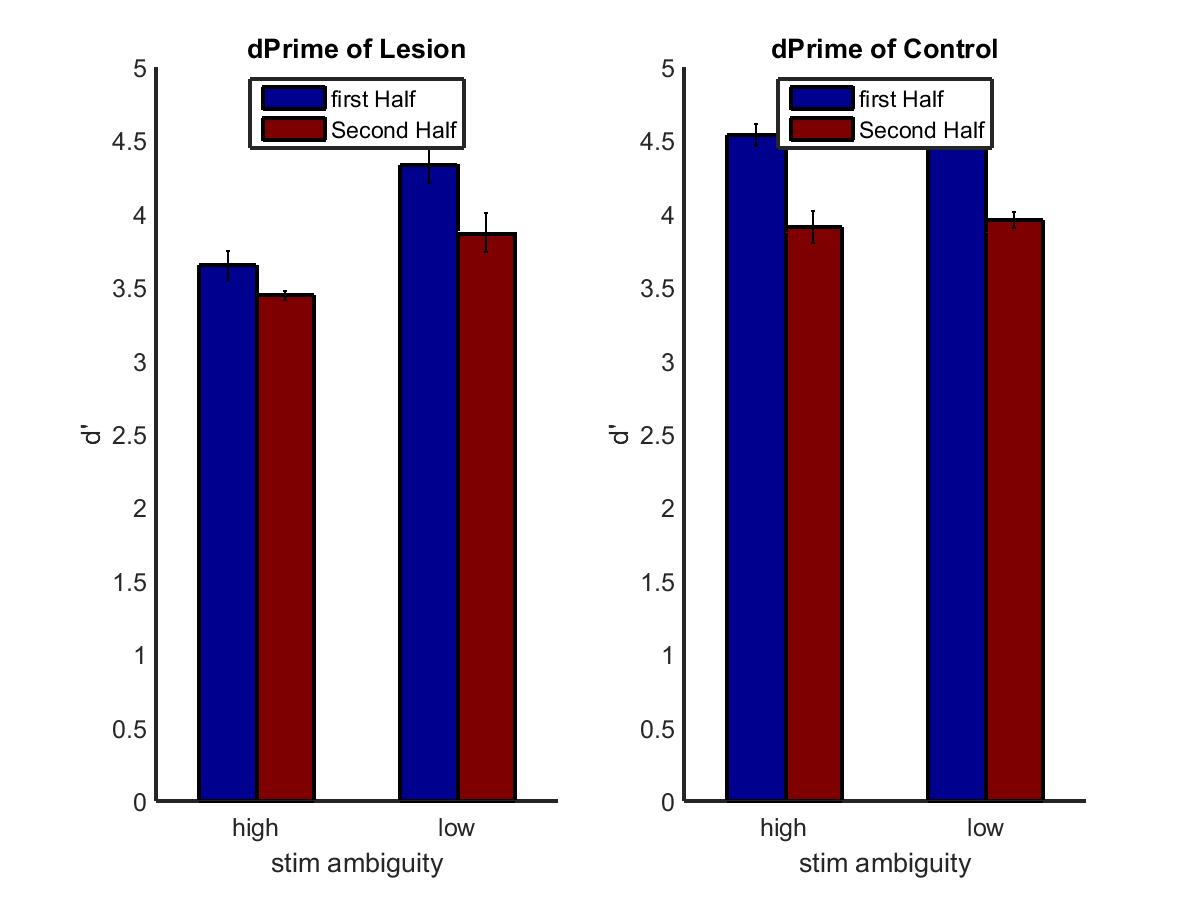 dPrime of Lesion
first Half
Second Half
5
4.5
4
3.5
3
2.5
2
1.5
1
0.5
0
d'
high low
stim ambiguity
dPrime of Control
first Half
Second Half
5
4.5
4
3.5
3
2.5
2
1.5
1
0.5
0
d'
high low
stim ambiguity